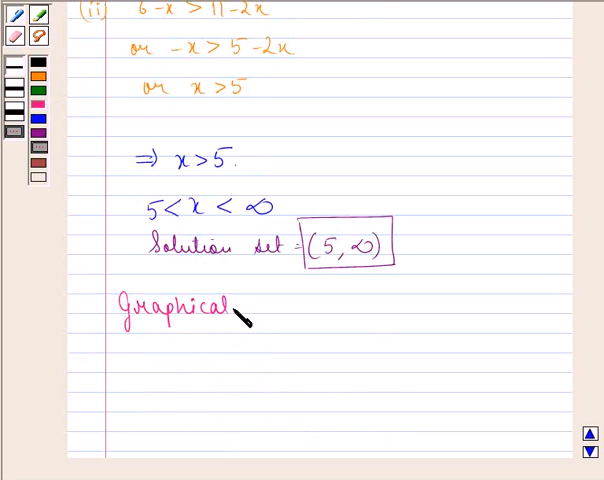 (ii) 6-x > 11-2x
or -x > 5-2x
or x>5
⇒ x>5.
5< x < ∞
Solution set = (5, ∞)
Graphical